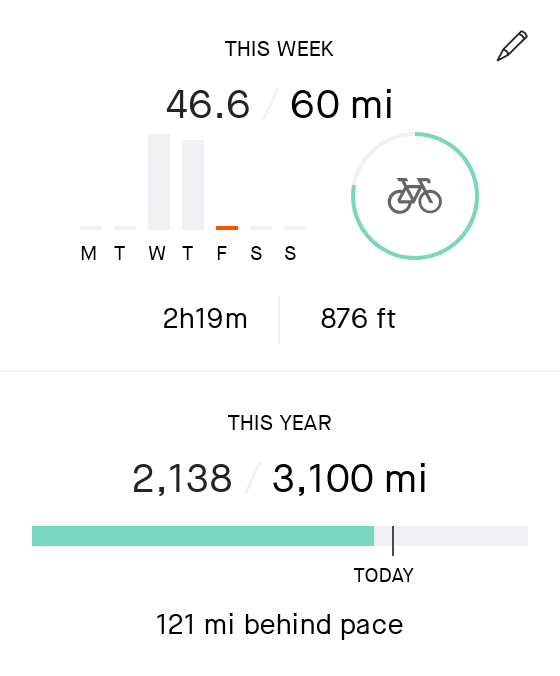 THIS WEEK
46.6 / 60 mi
M T W T F S S
2h19m 876 ft
THIS YEAR
2,138 / 3,100 mi
TODAY
121 mi behind pace